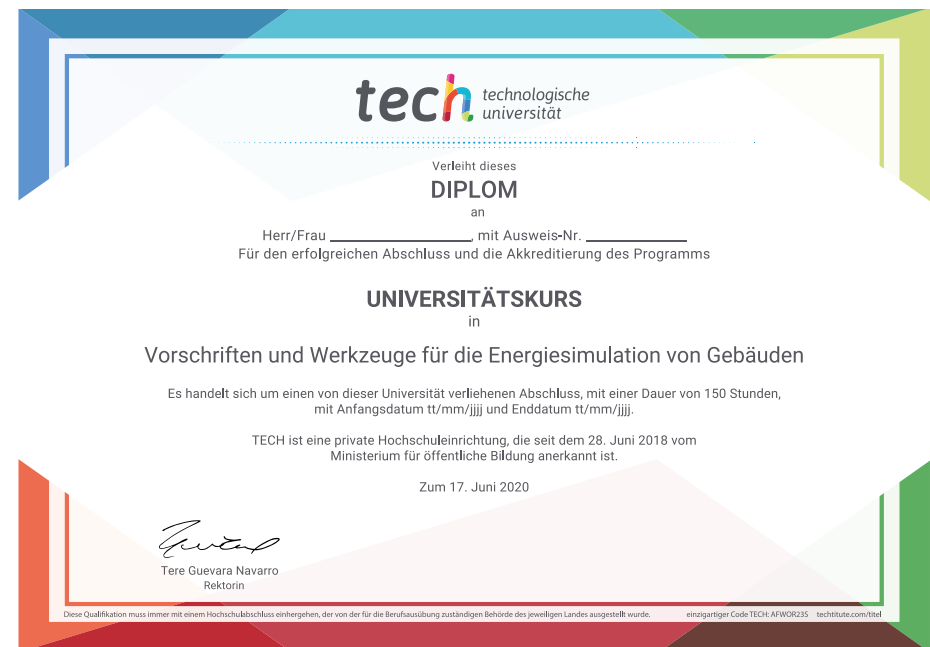 tech technologische
universität
Verleiht dieses
DIPLOM
an
Herr/Frau ____________________, mit Ausweis-Nr. ______________
Für den erfolgreichen Abschluss und die Akkreditierung des Programms
UNIVERSITÄTSKURS
in
Vorschriften und Werkzeuge für die Energiesimulation von Gebäuden
Es handelt sich um einen von dieser Universität verliehenen Abschluss, mit einer Dauer von 150 Stunden,
mit Anfangsdatum tt/mm/jjjj und Enddatum tt/mm/jjjj.
TECH ist eine private Hochschuleinrichtung, die seit dem 28. Juni 2018 vom
Ministerium für öffentliche Bildung anerkannt ist.
Zum 17. Juni 2020
Tere Guevara Navarro
Rektorin
Diese Qualifikation muss immer mit einem Hochschulabschluss einhergehen, der von der für die Berufsausübung zuständigen Behörde des jeweiligen Landes ausgestellt wurde. einzigartiger Code TECH: AFWOR23S techtitute.com/titel